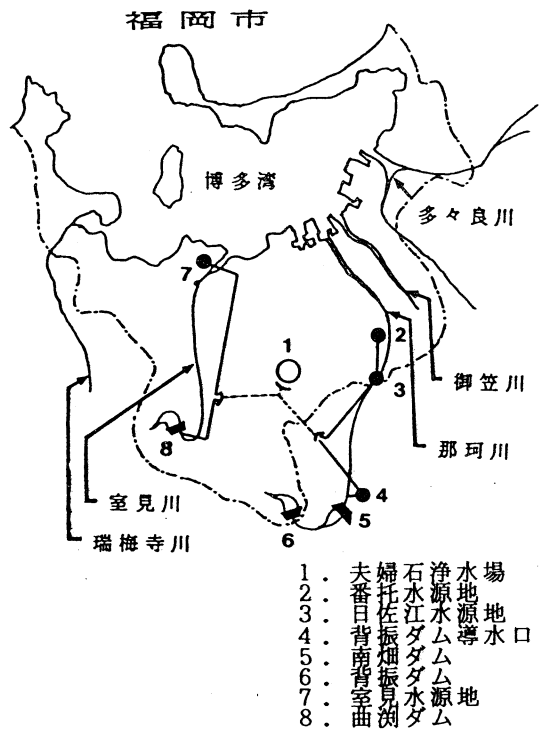 福岡市
博多湾
多々良川
7
1
2
3
御笠川
那珂川
8
4
5
6
室見川
瑞梅寺川
1. 夫婦石浄水場
2. 番托水源地
3. 日佐江水源地
4. 背振ダム導水口
5. 南畑ダム
6. 背振ダム
7. 室見水源地
8. 曲渕ダム